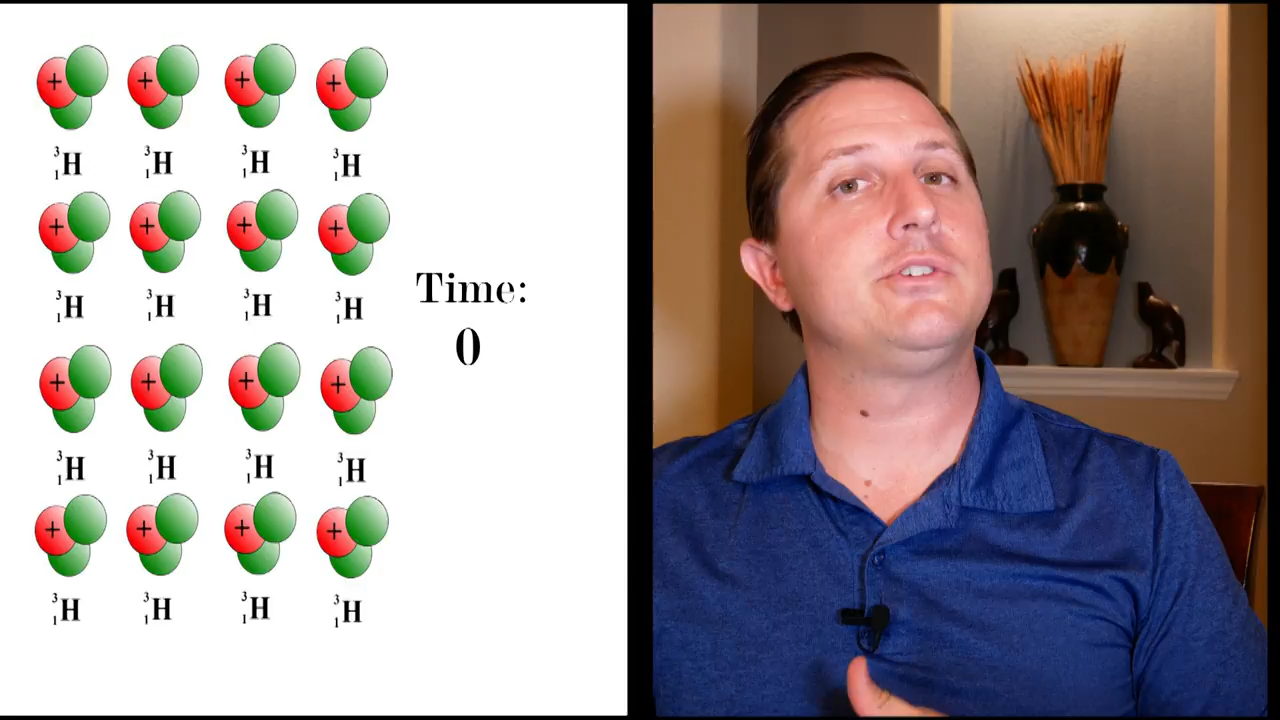 + + + +
³₁H ³₁H ³₁H ³₁H
+ + + +
³₁H ³₁H ³₁H ³₁H
Time:
0
+ + + +
³₁H ³₁H ³₁H ³₁H
+ + + +
³₁H ³₁H ³₁H ³₁H